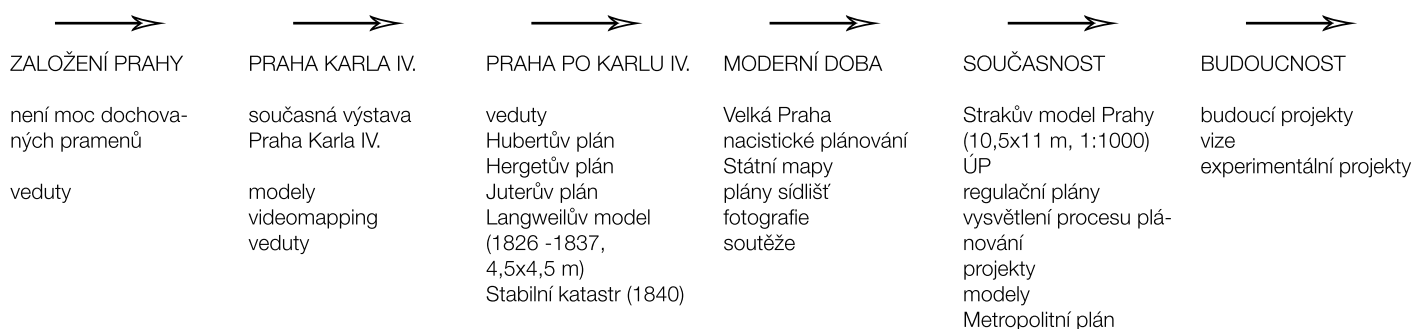 ZALOŽENÍ PRAHY
není moc dochova-
ných pramenů
veduty
PRAHA KARLA IV.
současná výstava
Praha Karla IV.
modely
videomapping
veduty
PRAHA PO KARLU IV.
veduty
Hubertův plán
Hergetův plán
Juterův plán
Langweilův model
(1826 -1837,
4,5x4,5 m)
Stabilní katastr (1840)
MODERNÍ DOBA
Velká Praha
nacistické plánování
Státní mapy
plány sídlišť
fotografie
soutěže
SOUČASNOST
Strakův model Prahy
(10,5x11 m, 1:1000)
ÚP
regulační plány
vysvětlení procesu plá-
nování
projekty
modely
Metropolitní plán
BUDOUCNOST
budoucí projekty
vize
experimentální projekty